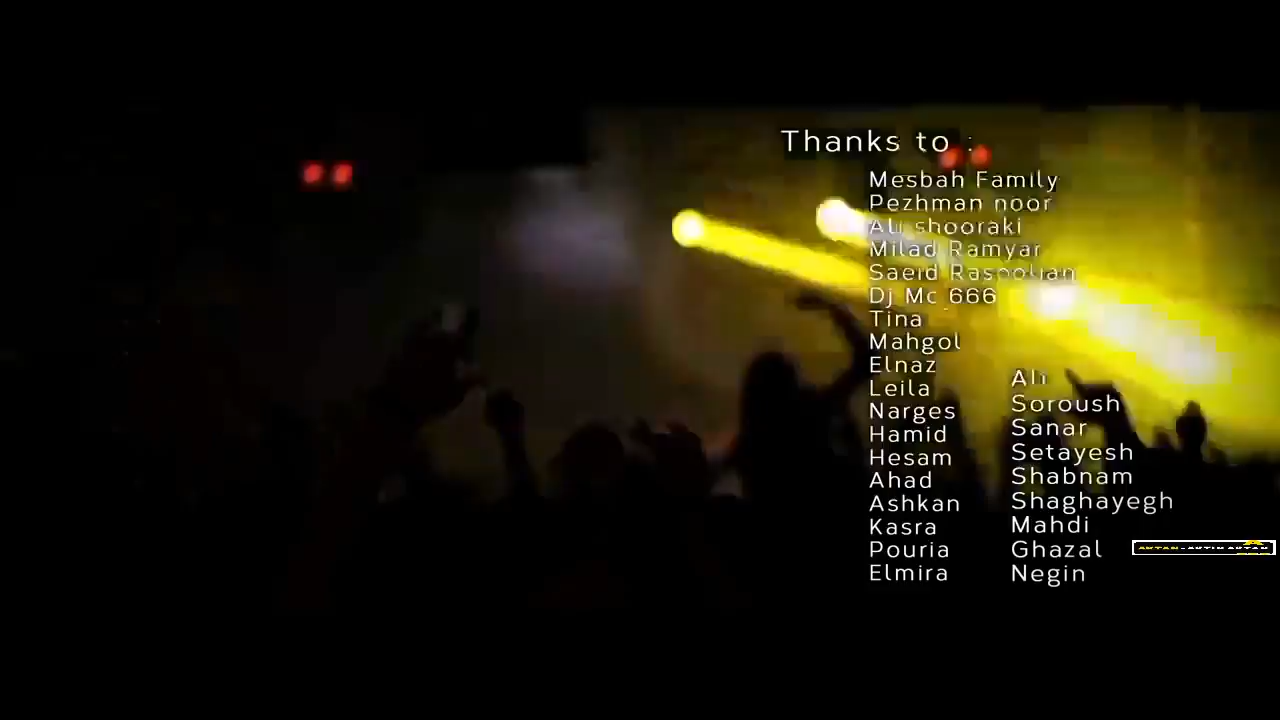 Thanks to :
Mesbah Family
Pezhman noor
Ali shooraki
Milad Ramyar
Saeid Rasoolian
Dj Mc 666
Tina
Mahgol
Elnaz
Leila
Narges
Hamid
Hesam
Ahad
Ashkan
Kasra
Pouria
Elmira
Ali
Soroush
Sanar
Setayesh
Shabnam
Shaghayegh
Mahdi
Ghazal
Negin